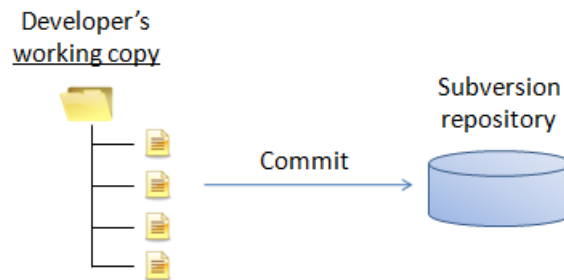 Developer’s
working copy
Subversion
repository
Commit